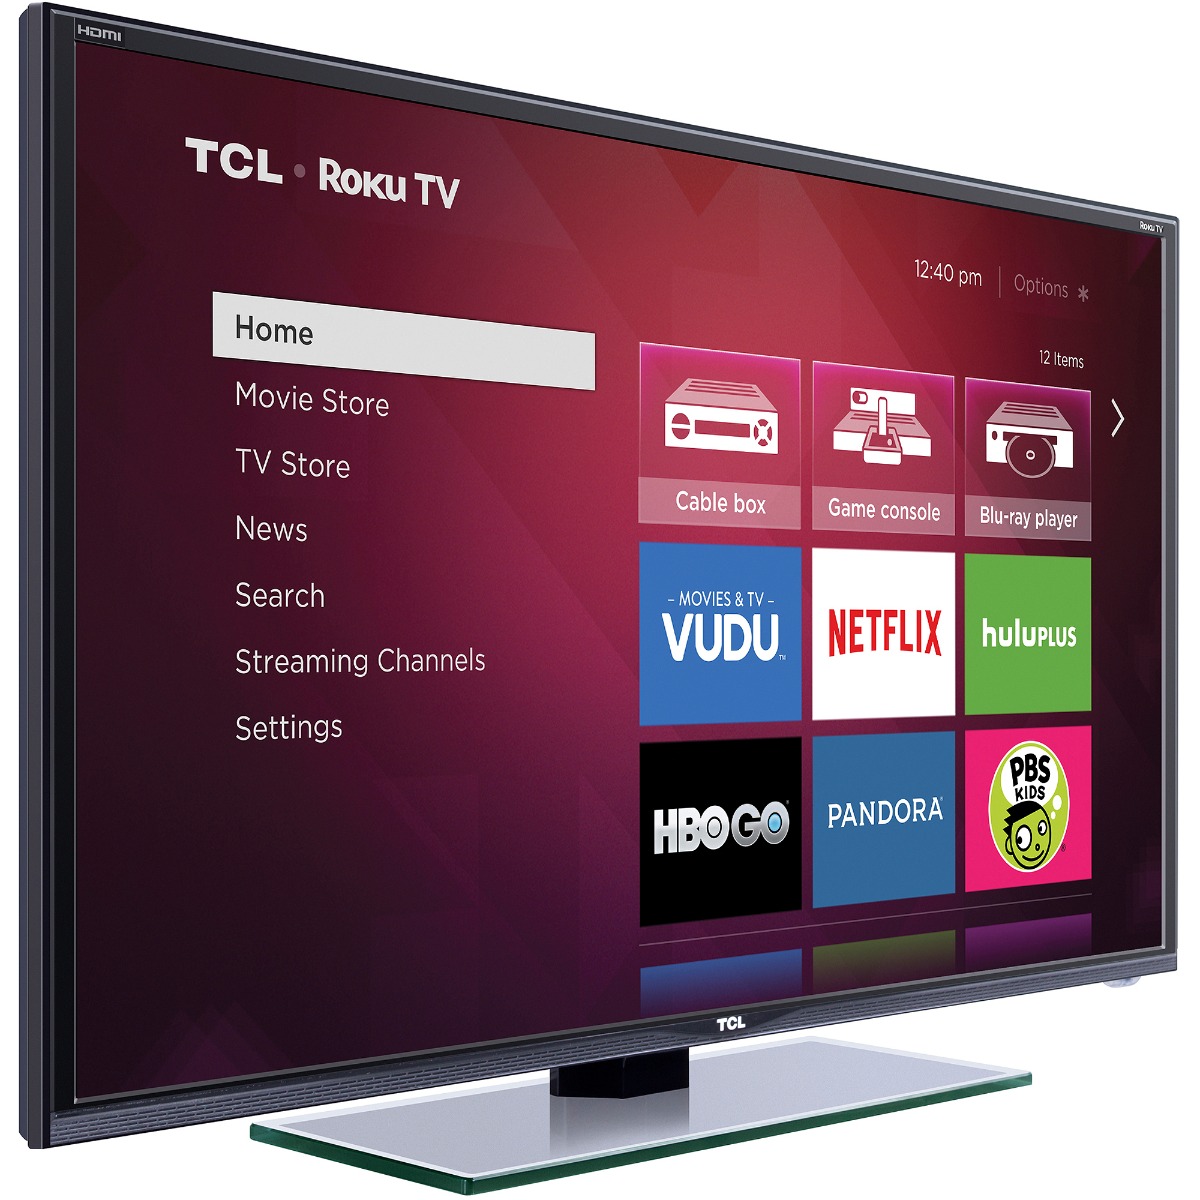 HDMI
Roku TV
TCL • Roku TV
12:40 pm | Options *
12 Items
Home
Movie Store
TV Store
News
Search
Streaming Channels
Settings
Cable box
Game console
Blu-ray player
– MOVIES & TV –
VUDU™
NETFLIX
huluPLUS
HBO GO®
PANDORA®
PBS
KIDS
®
TCL